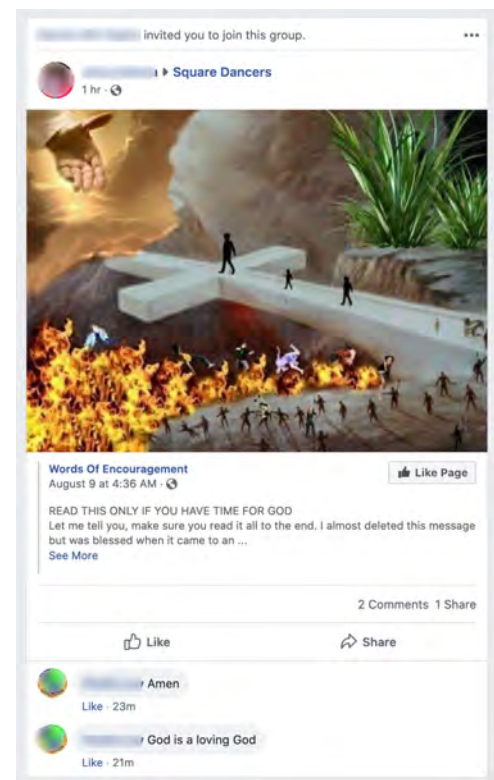 invited you to join this group.
Square Dancers
1 hr ·
Words Of Encouragement
August 9 at 4:36 AM ·
Like Page
READ THIS ONLY IF YOU HAVE TIME FOR GOD
Let me tell you, make sure you read it all to the end. I almost deleted this message
but was blessed when it came to an ...
See More
2 Comments 1 Share
Like Share
Amen
Like · 23m
God is a loving God
Like · 21m